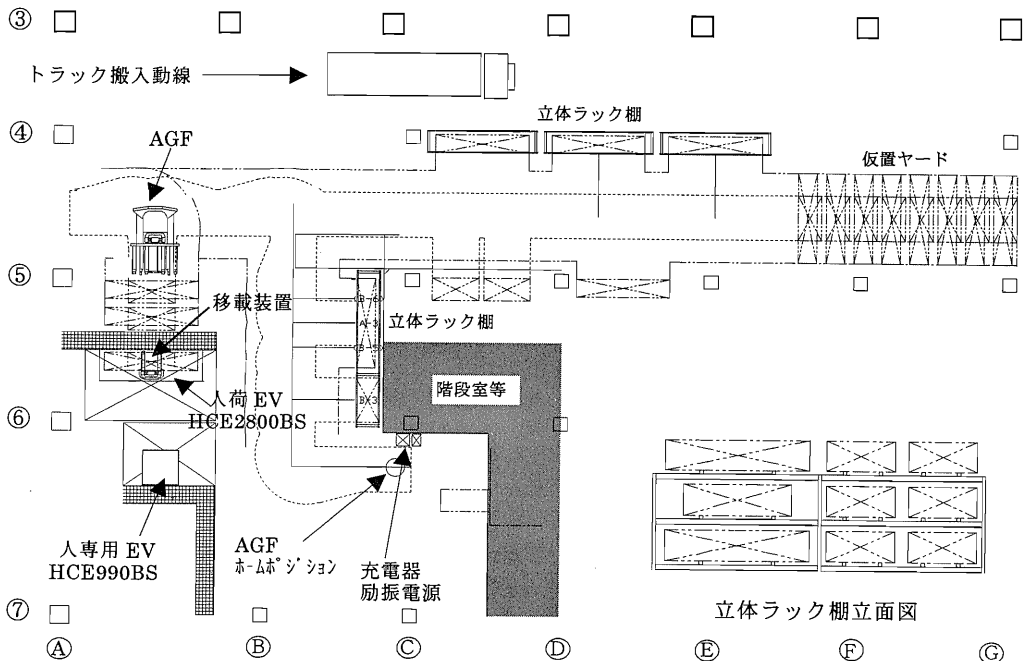 ③
トラック搬入動線
立体ラック棚
④
AGF
仮置ヤード
⑤
移載装置
立体ラック棚
人荷 EV
HCE2800BS
階段室等
⑥
人専用 EV
HCE990BS
AGF
ﾎｰﾑﾎﾟｼﾞｼｮﾝ
充電器
励振電源
立体ラック棚立面図
⑦
Ⓐ
Ⓑ
Ⓒ
Ⓓ
Ⓔ
Ⓕ
Ⓖ